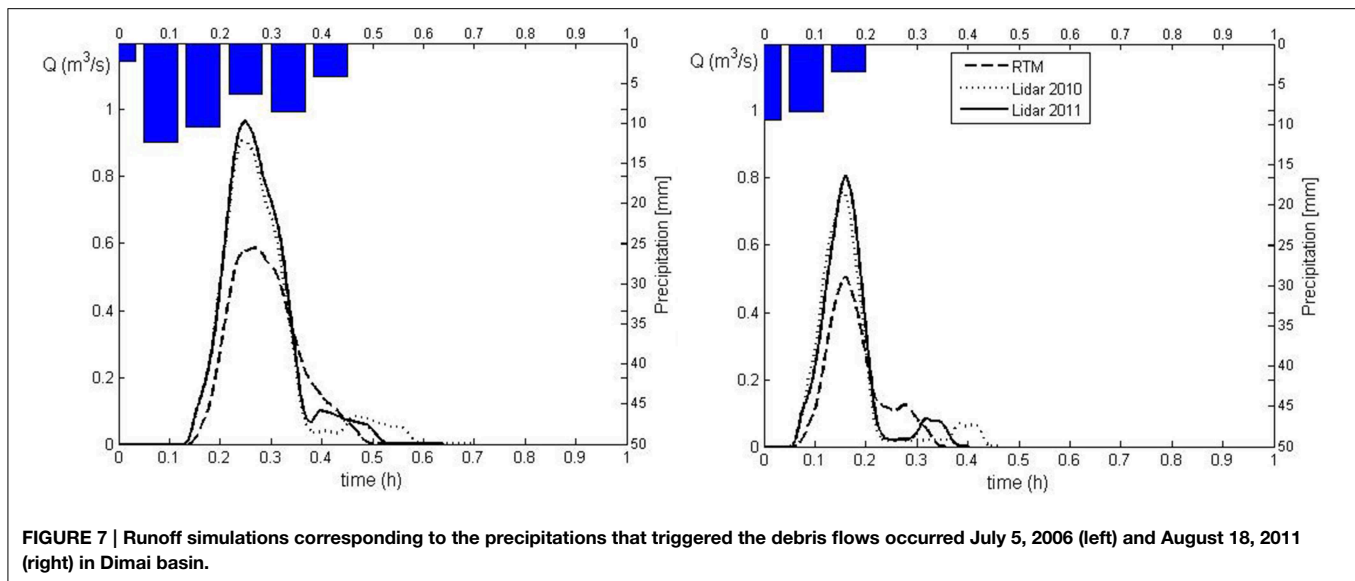 0 0.1 0.2 0.3 0.4 0.5 0.6 0.7 0.8 0.9 1
Q (m³/s)
1
0.8
0.6
0.4
0.2
0
0
5
10
15
20
25
30
35
40
45
50
Precipitation [mm]
0 0.1 0.2 0.3 0.4 0.5 0.6 0.7 0.8 0.9 1
time (h)
0 0.1 0.2 0.3 0.4 0.5 0.6 0.7 0.8 0.9 1
Q (m³/s)
1
0.8
0.6
0.4
0.2
0
RTM
Lidar 2010
Lidar 2011
0
5
10
15
20
25
30
35
40
45
50
Precipitation [mm]
0 0.1 0.2 0.3 0.4 0.5 0.6 0.7 0.8 0.9 1
time (h)
FIGURE 7 | Runoff simulations corresponding to the precipitations that triggered the debris flows occurred July 5, 2006 (left) and August 18, 2011
(right) in Dimai basin.